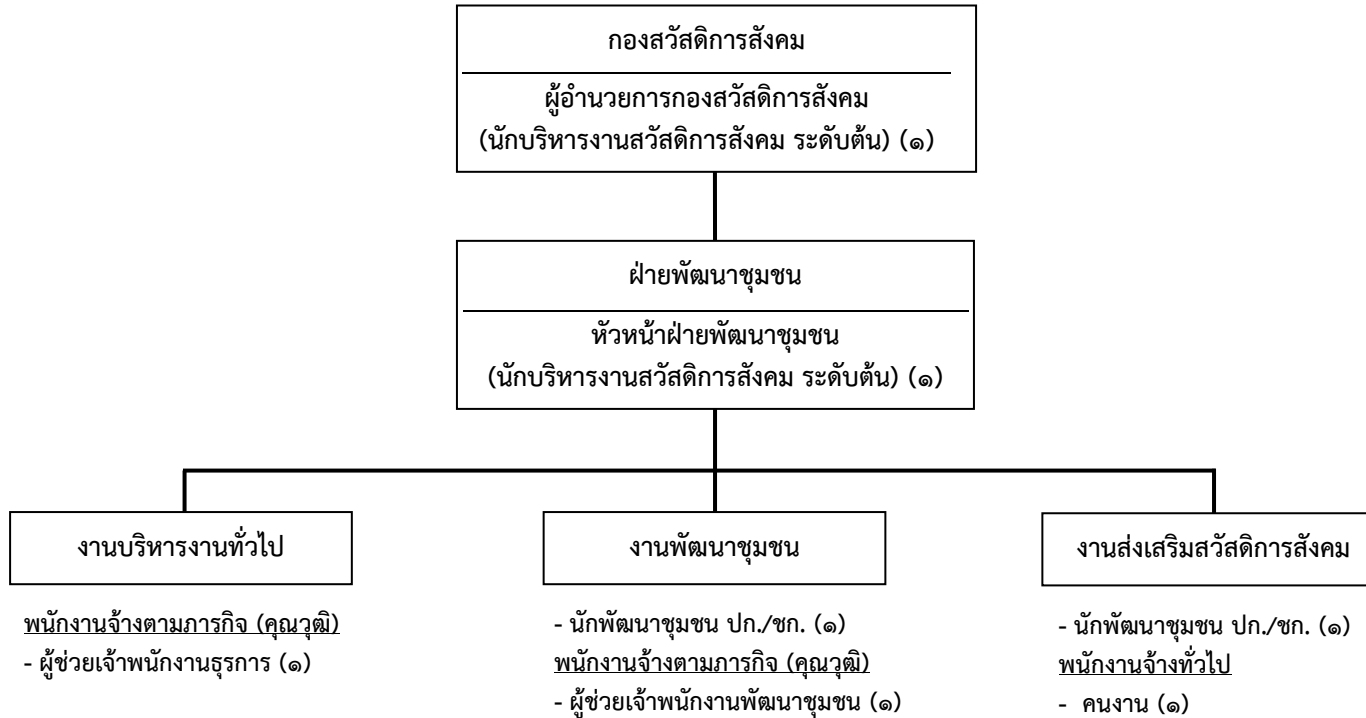 กองสวัสดิการสังคม
ผู้อำนวยการกองสวัสดิการสังคม
(นักบริหารงานสวัสดิการสังคม ระดับต้น) (๑)
ฝ่ายพัฒนาชุมชน
หัวหน้าฝ่ายพัฒนาชุมชน
(นักบริหารงานสวัสดิการสังคม ระดับต้น) (๑)
งานบริหารงานทั่วไป
พนักงานจ้างตามภารกิจ (คุณวุฒิ)
- ผู้ช่วยเจ้าพนักงานธุรการ (๑)
งานพัฒนาชุมชน
- นักพัฒนาชุมชน ปก./ชก. (๑)
พนักงานจ้างตามภารกิจ (คุณวุฒิ)
- ผู้ช่วยเจ้าพนักงานพัฒนาชุมชน (๑)
งานส่งเสริมสวัสดิการสังคม
- นักพัฒนาชุมชน ปก./ชก. (๑)
พนักงานจ้างทั่วไป
- คนงาน (๑)